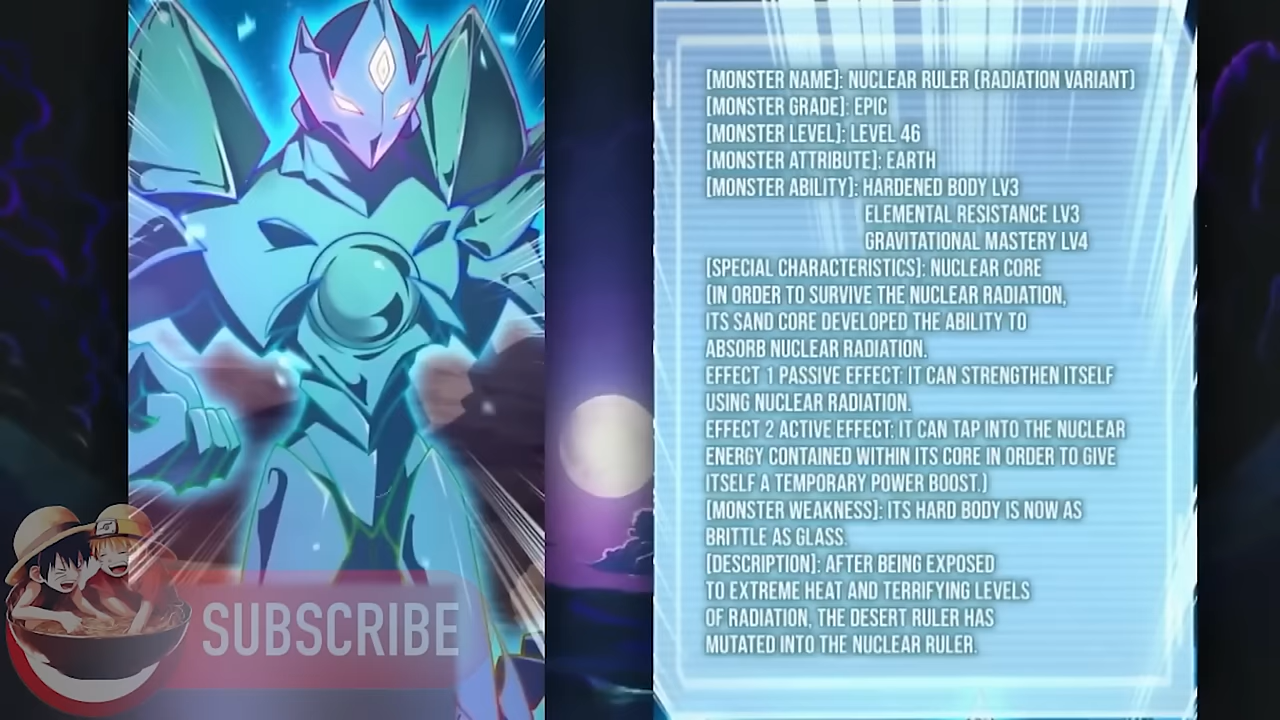 [MONSTER NAME]: NUCLEAR RULER (RADIATION VARIANT)
[MONSTER GRADE]: EPIC
[MONSTER LEVEL]: LEVEL 46
[MONSTER ATTRIBUTE]: EARTH
[MONSTER ABILITY]: HARDENED BODY LV3
ELEMENTAL RESISTANCE LV3
GRAVITATIONAL MASTERY LV4
[SPECIAL CHARACTERISTICS]: NUCLEAR CORE
(IN ORDER TO SURVIVE THE NUCLEAR RADIATION,
ITS SAND CORE DEVELOPED THE ABILITY TO
ABSORB NUCLEAR RADIATION.
EFFECT 1 PASSIVE EFFECT: IT CAN STRENGTHEN ITSELF
USING NUCLEAR RADIATION.
EFFECT 2 ACTIVE EFFECT: IT CAN TAP INTO THE NUCLEAR
ENERGY CONTAINED WITHIN ITS CORE IN ORDER TO GIVE
ITSELF A TEMPORARY POWER BOOST.)
[MONSTER WEAKNESS]: ITS HARD BODY IS NOW AS
BRITTLE AS GLASS.
[DESCRIPTION]: AFTER BEING EXPOSED
TO EXTREME HEAT AND TERRIFYING LEVELS
OF RADIATION, THE DESERT RULER HAS
MUTATED INTO THE NUCLEAR RULER.
SUBSCRIBE